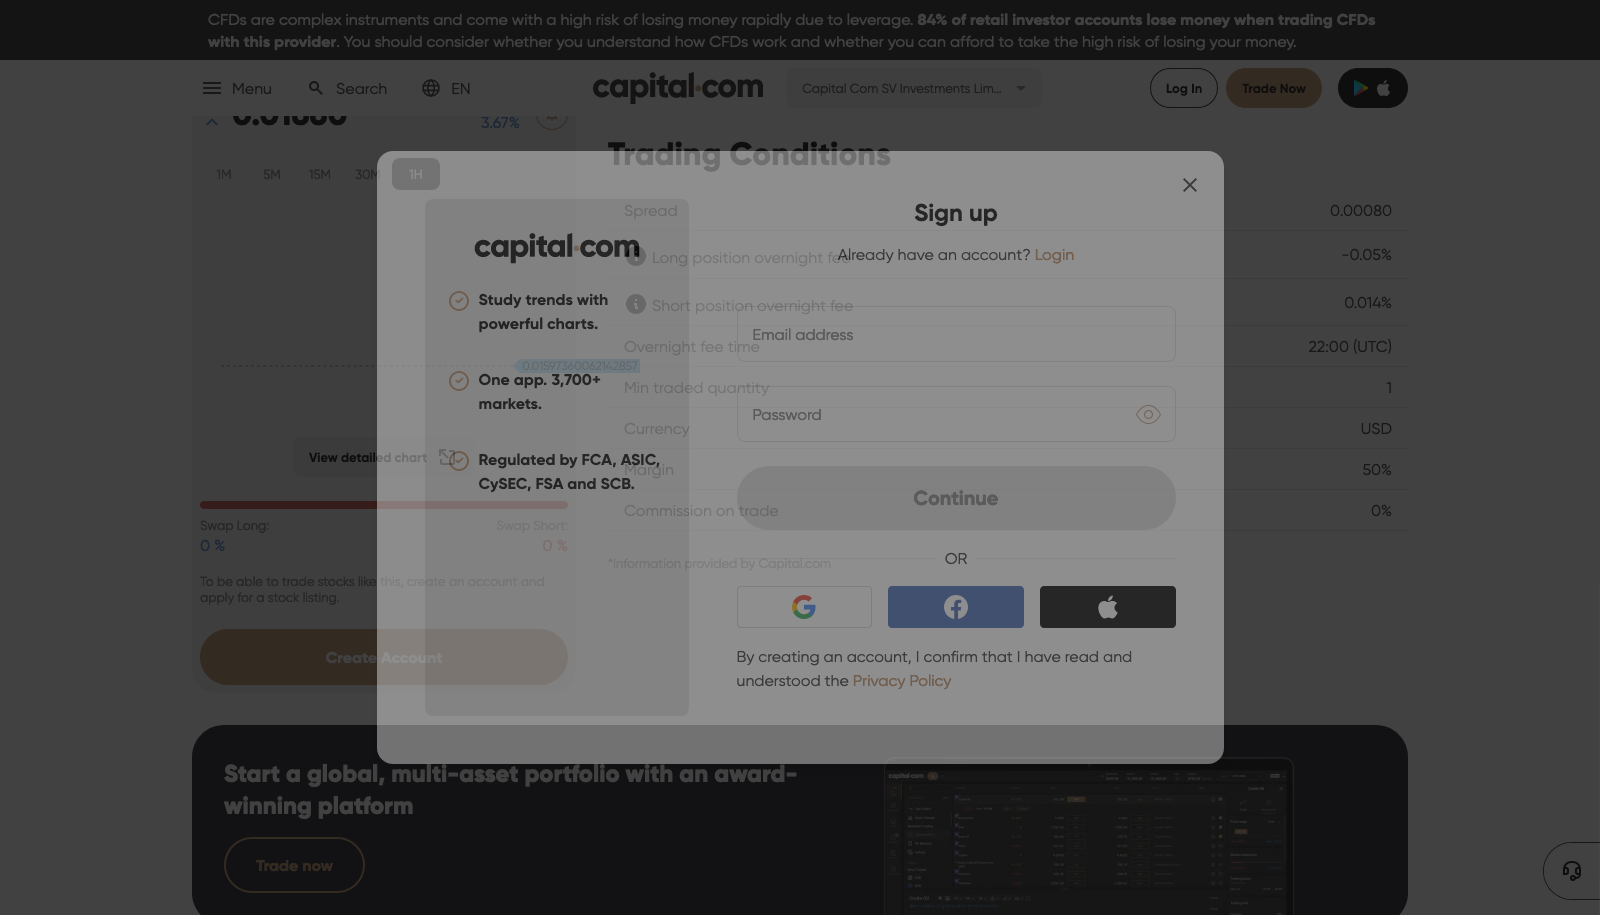 CFDs are complex instruments and come with a high risk of losing money rapidly due to leverage. 84% of retail investor accounts lose money when trading CFDs
with this provider. You should consider whether you understand how CFDs work and whether you can afford to take the high risk of losing your money.
Menu
Search
EN
capital.com
Capital Com SV Investments Lim...
Log In
Trade Now
3.67%
1M
5M
15M
30M
1H
0.01597360062142857
View detailed chart
Swap Long:
Swap Short:
0 %
0 %
To be able to trade stocks like this, create an account and
apply for a stock listing.
Create Account
Trading Conditions
Spread
0.00080
Long position overnight fee
-0.05%
Short position overnight fee
0.014%
Overnight fee time
22:00 (UTC)
Min traded quantity
1
Currency
USD
Margin
50%
Commission on trade
0%
*Information provided by Capital.com
capital.com
Study trends with
powerful charts.
One app. 3,700+
markets.
Regulated by FCA, ASIC,
CySEC, FSA and SCB.
Sign up
Already have an account? Login
Email address
Password
Continue
OR
By creating an account, I confirm that I have read and
understood the Privacy Policy
Start a global, multi-asset portfolio with an award-
winning platform
Trade now
capital.com